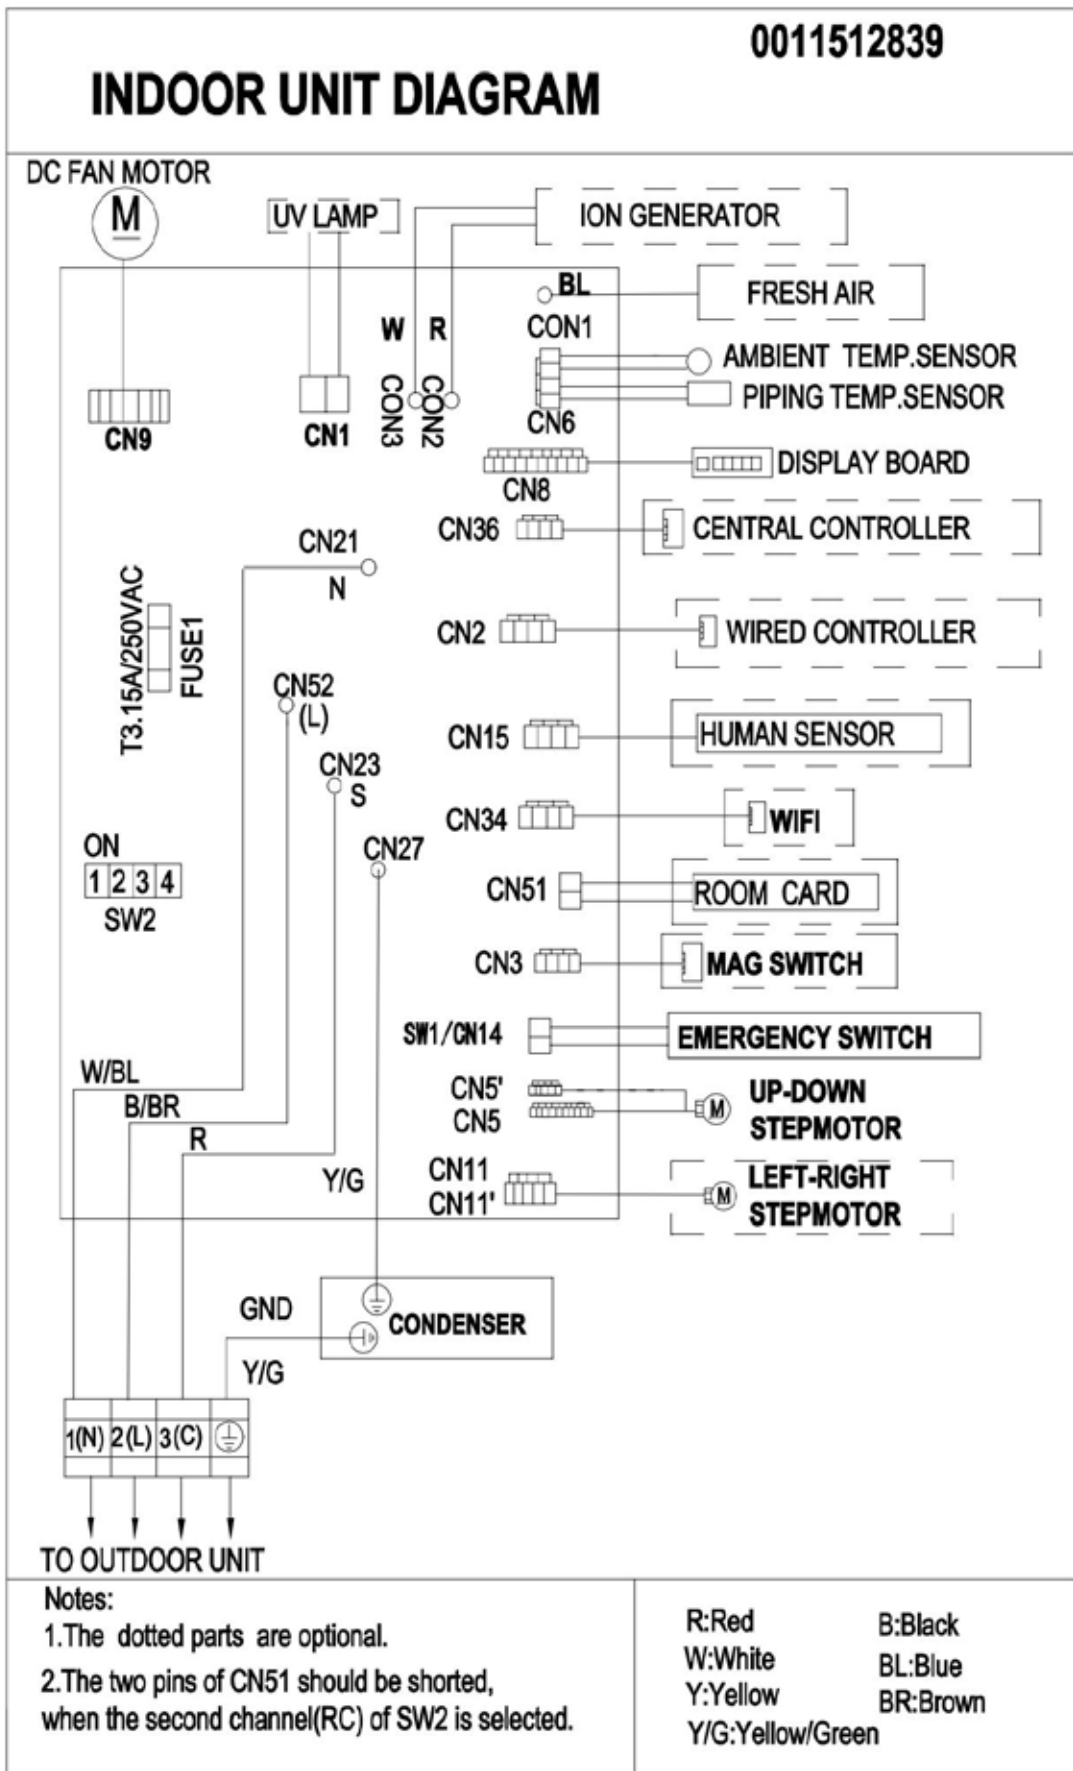 0011512839
INDOOR UNIT DIAGRAM
DC FAN MOTOR
M
UV LAMP
ION GENERATOR
BL
FRESH AIR
W R
CON1
AMBIENT TEMP.SENSOR
PIPING TEMP.SENSOR
CON3
CON2
CN9
CN1
CN6
DISPLAY BOARD
CN8
CN36
CENTRAL CONTROLLER
CN21
N
T3.15A/250VAC
FUSE1
CN2
WIRED CONTROLLER
CN52
(L)
CN15
HUMAN SENSOR
CN23
S
CN34
WIFI
ON
1 2 3 4
SW2
CN27
CN51
ROOM CARD
CN3
MAG SWITCH
SW1/CN14
EMERGENCY SWITCH
W/BL
B/BR
R
CN5'
CN5
M
UP-DOWN
STEPMOTOR
Y/G
CN11
CN11'
M
LEFT-RIGHT
STEPMOTOR
GND
CONDENSER
Y/G
1(N) 2(L) 3(C)
TO OUTDOOR UNIT
Notes:
1.The dotted parts are optional.
2.The two pins of CN51 should be shorted,
when the second channel(RC) of SW2 is selected.
R:Red B:Black
W:White BL:Blue
Y:Yellow BR:Brown
Y/G:Yellow/Green